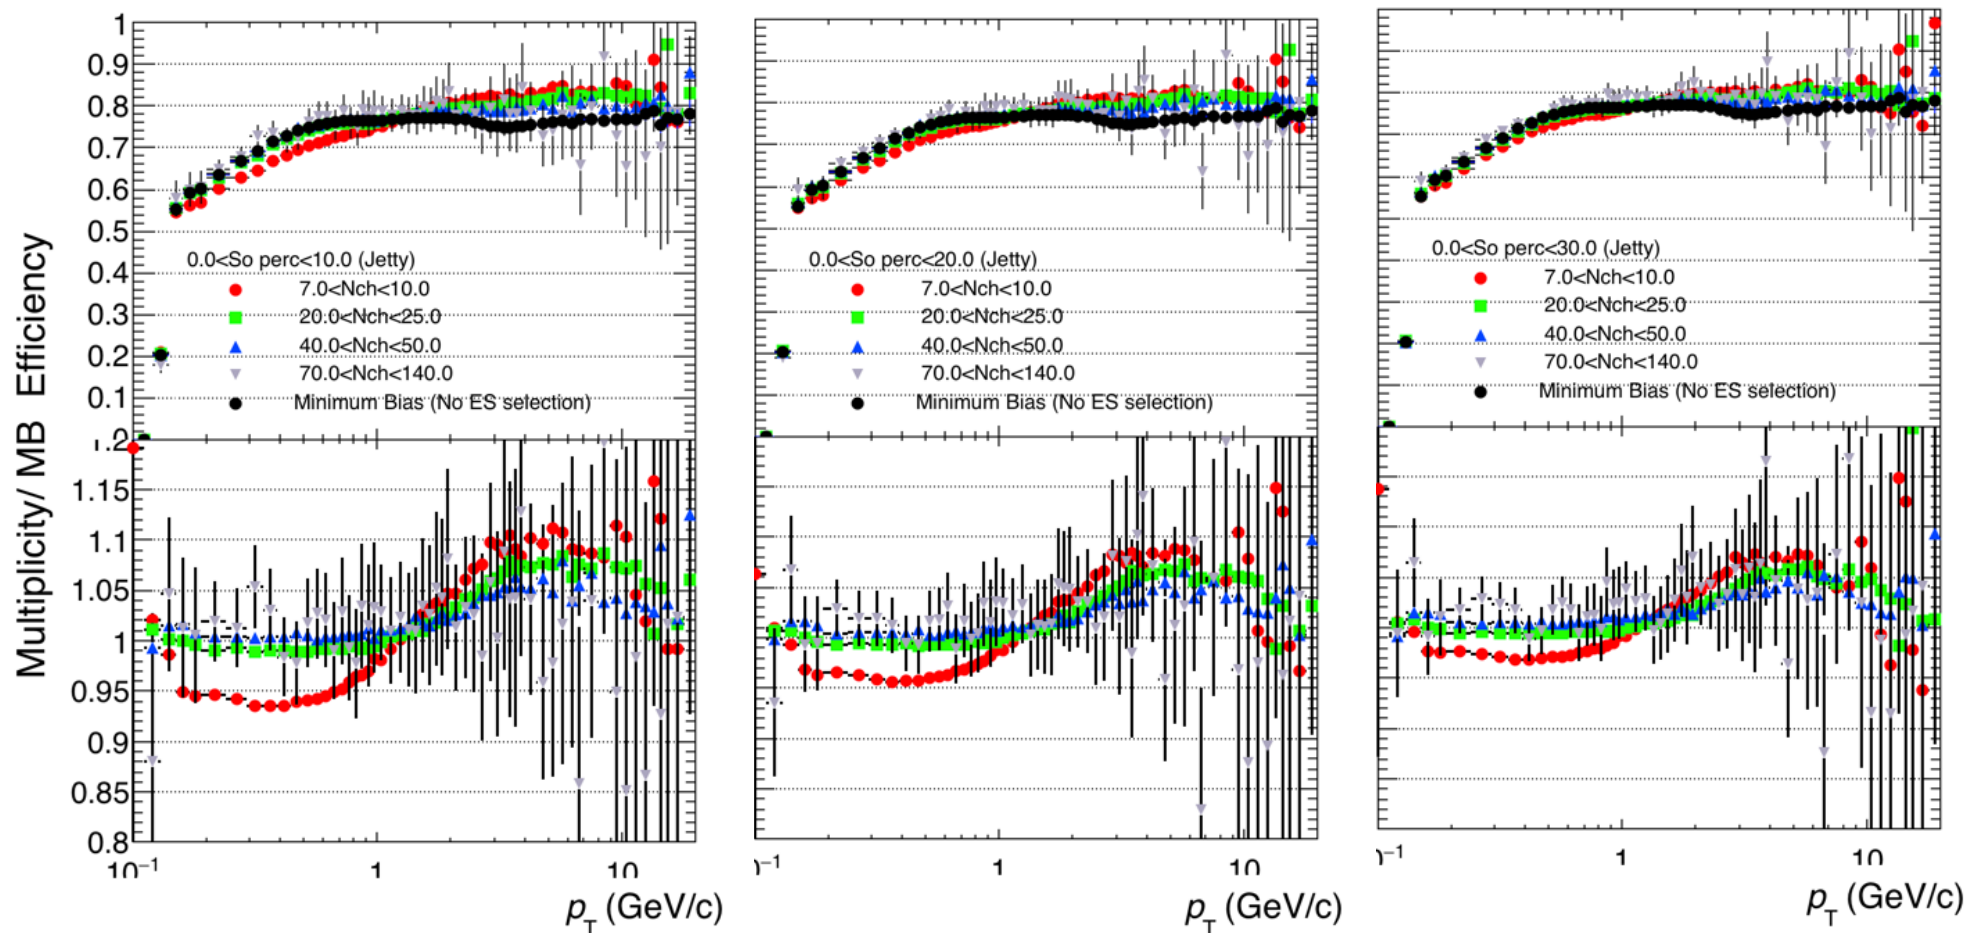 Multiplicity/ MB Efficiency
1
0.9
0.8
0.7
0.6
0.5
0.4
0.3
0.2
0.1
0.0<So perc<10.0 (Jetty)
7.0<Nch<10.0
20.0<Nch<25.0
40.0<Nch<50.0
70.0<Nch<140.0
Minimum Bias (No ES selection)
0.0<So perc<20.0 (Jetty)
7.0<Nch<10.0
20.0<Nch<25.0
40.0<Nch<50.0
70.0<Nch<140.0
Minimum Bias (No ES selection)
0.0<So perc<30.0 (Jetty)
7.0<Nch<10.0
20.0<Nch<25.0
40.0<Nch<50.0
70.0<Nch<140.0
Minimum Bias (No ES selection)
1.2
1.15
1.1
1.05
1
0.95
0.9
0.85
0.8
10⁻¹ 1 10
1 10
1 10
p_T (GeV/c)
p_T (GeV/c)
p_T (GeV/c)